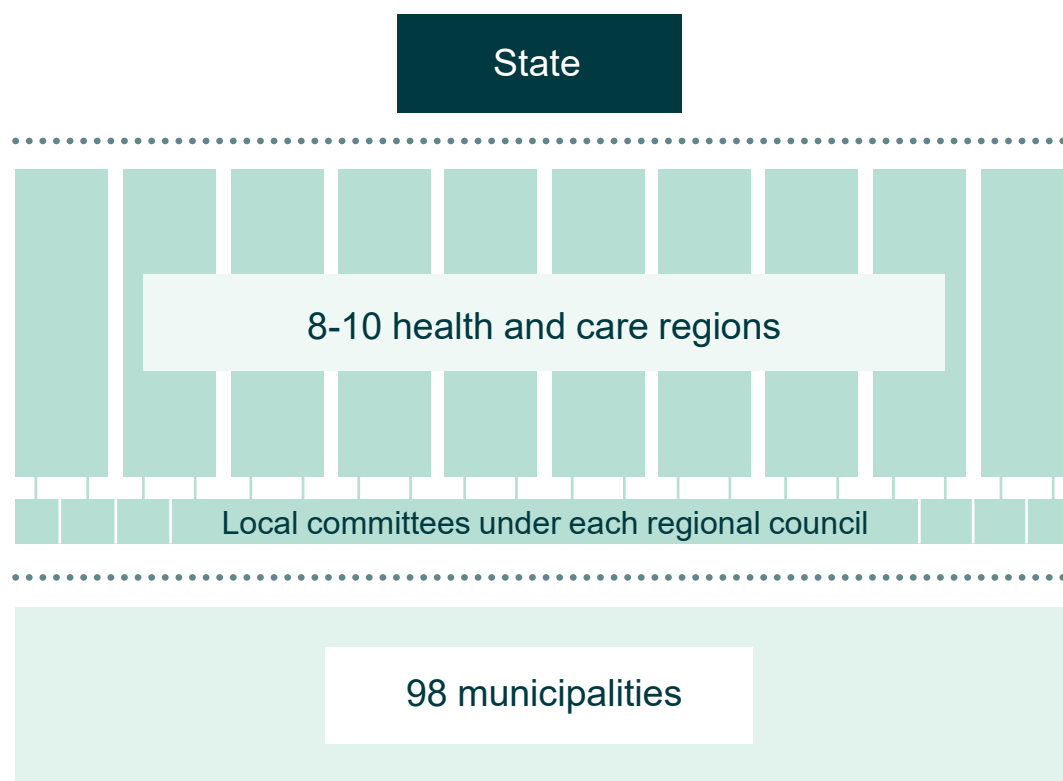 State
8-10 health and care regions
Local committees under each regional council
98 municipalities